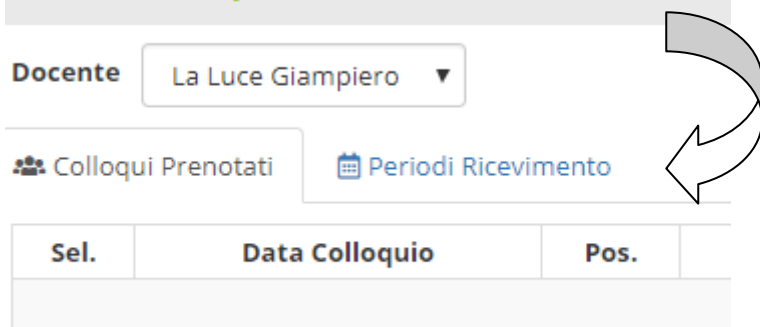 Docente La Luce Giampiero
Colloqui Prenotati Periodi Ricevimento
Sel. Data Colloquio Pos.